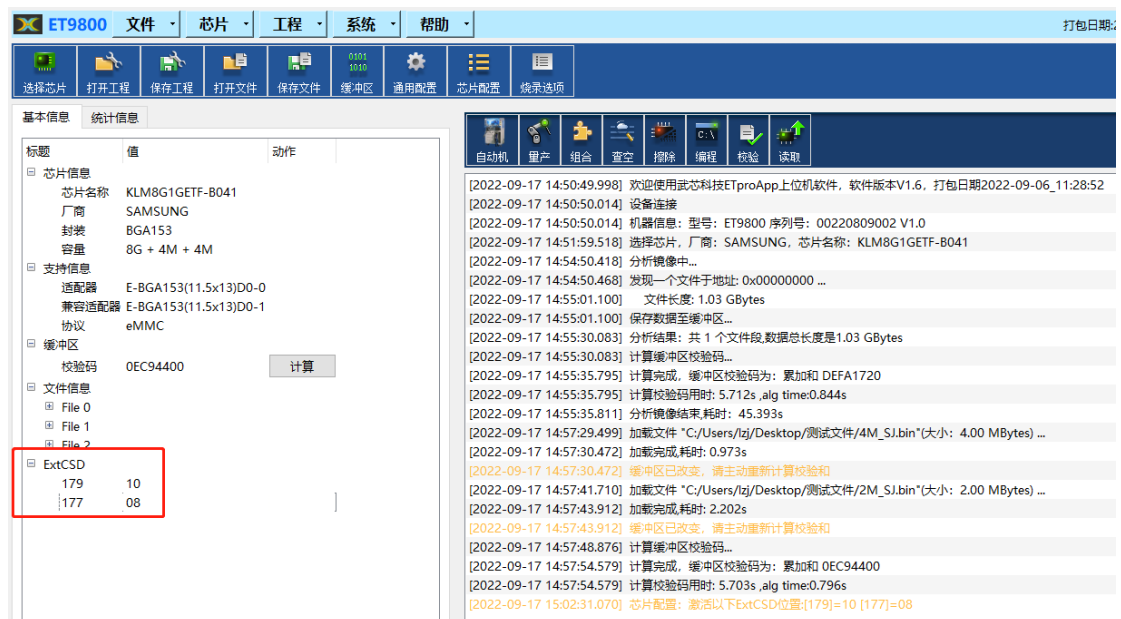 ET9800 文件 芯片 工程 系统 帮助
打包日期:
选择芯片 打开工程 保存工程 打开文件 保存文件 缓冲区 通用配置 芯片配置 烧录选项
0101
1010
基本信息 统计信息
标题 值 动作
芯片信息
芯片名称 KLM8G1GETF-B041
厂商 SAMSUNG
封装 BGA153
容量 8G + 4M + 4M
支持信息
适配器 E-BGA153(11.5x13)D0-0
兼容适配器 E-BGA153(11.5x13)D0-1
协议 eMMC
缓冲区
校验码 0EC94400 计算
文件信息
File 0
File 1
File 2
ExtCSD
179 10
177 08
C:\
自动机 量产 组合 查空 擦除 编程 校验 读取
[2022-09-17 14:50:49.998] 欢迎使用武芯科技ETproApp上位机软件，软件版本V1.6，打包日期2022-09-06_11:28:52
[2022-09-17 14:50:50.014] 设备连接
[2022-09-17 14:50:50.014] 机器信息：型号：ET9800 序列号：00220809002 V1.0
[2022-09-17 14:51:59.518] 选择芯片，厂商：SAMSUNG，芯片名称：KLM8G1GETF-B041
[2022-09-17 14:54:50.418] 分析镜像中...
[2022-09-17 14:54:50.468] 发现一个文件于地址: 0x00000000 ...
[2022-09-17 14:55:01.100] 文件长度: 1.03 GBytes
[2022-09-17 14:55:01.100] 保存数据至缓冲区...
[2022-09-17 14:55:30.083] 分析结果：共 1 个文件段,数据总长度是1.03 GBytes
[2022-09-17 14:55:30.083] 计算缓冲区校验码...
[2022-09-17 14:55:35.795] 计算完成，缓冲区校验码为：累加和 DEFA1720
[2022-09-17 14:55:35.795] 计算校验码用时: 5.712s ,alg time:0.844s
[2022-09-17 14:55:35.811] 分析镜像结束,耗时：45.393s
[2022-09-17 14:57:29.499] 加载文件 "C:/Users/lzj/Desktop/测试文件/4M_SJ.bin"(大小：4.00 MBytes) ...
[2022-09-17 14:57:30.472] 加载完成,耗时: 0.973s
[2022-09-17 14:57:30.472] 缓冲区已改变，请主动重新计算校验和
[2022-09-17 14:57:41.710] 加载文件 "C:/Users/lzj/Desktop/测试文件/2M_SJ.bin"(大小：2.00 MBytes) ...
[2022-09-17 14:57:43.912] 加载完成,耗时: 2.202s
[2022-09-17 14:57:43.912] 缓冲区已改变，请主动重新计算校验和
[2022-09-17 14:57:48.876] 计算缓冲区校验码...
[2022-09-17 14:57:54.579] 计算完成，缓冲区校验码为：累加和 0EC94400
[2022-09-17 14:57:54.579] 计算校验码用时: 5.703s ,alg time:0.796s
[2022-09-17 15:02:31.070] 芯片配置：激活以下ExtCSD位置:[179]=10 [177]=08